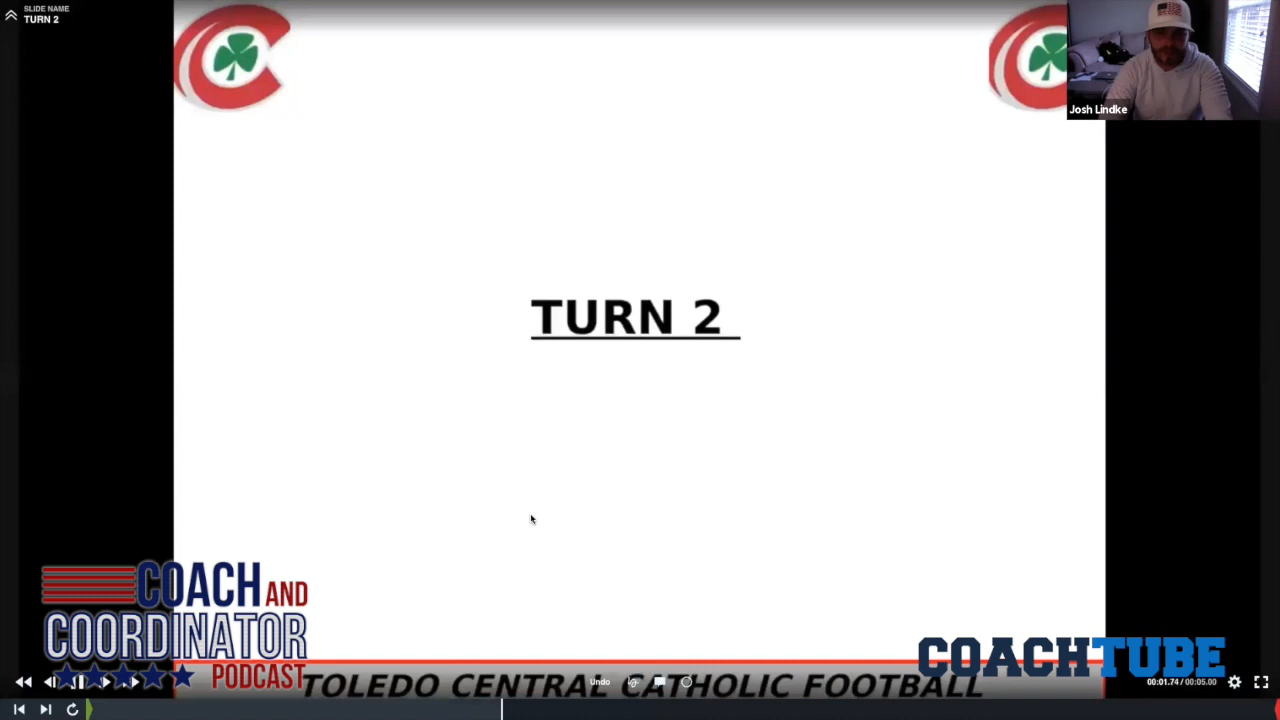 SLIDE NAME
TURN 2
Josh Lindke
TURN 2
COACH AND
COORDINATOR
PODCAST
COACHTUBE
Undo
00:01.74 / 00:05.00
TOLEDO CENTRAL CATHOLIC FOOTBALL